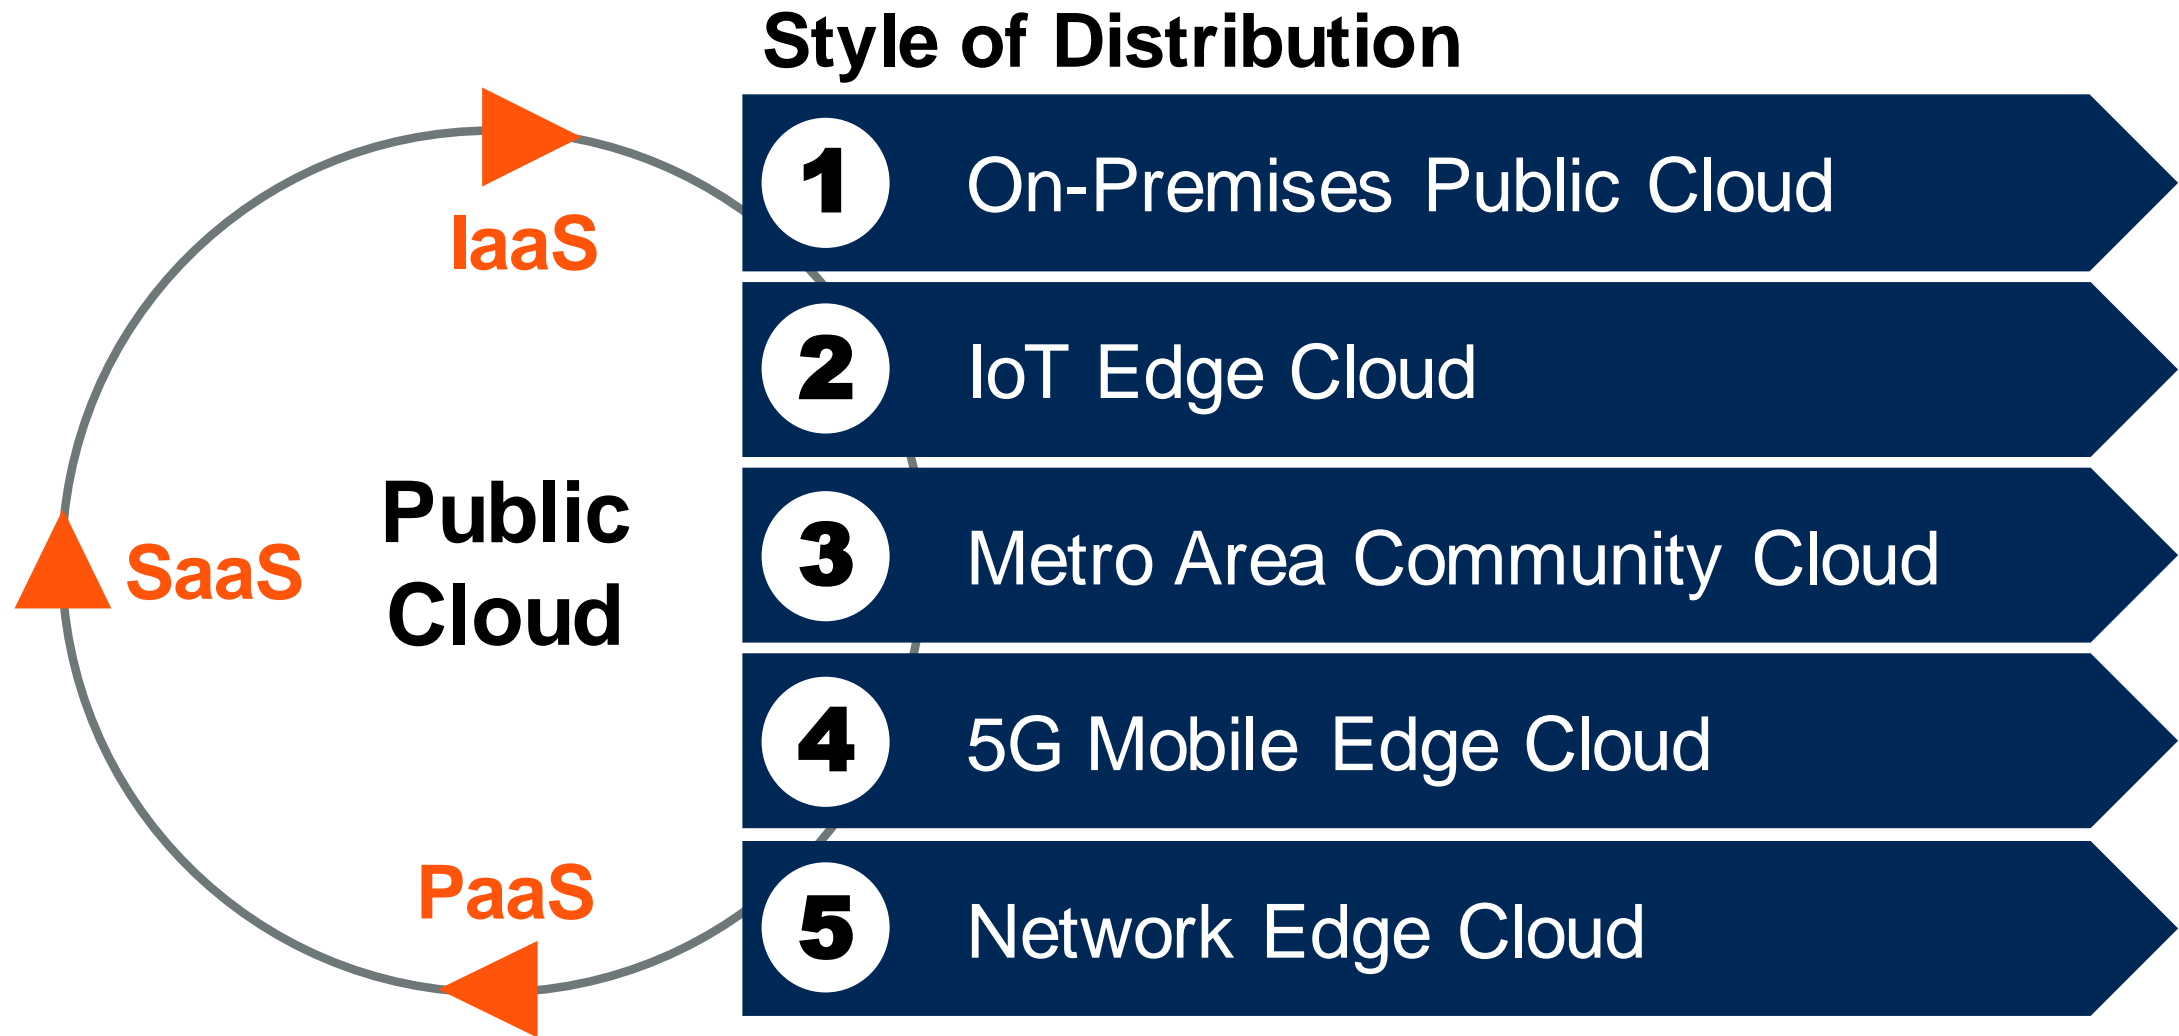 Style of Distribution
IaaS
SaaS
Public
Cloud
PaaS
1 On-Premises Public Cloud
2 IoT Edge Cloud
3 Metro Area Community Cloud
4 5G Mobile Edge Cloud
5 Network Edge Cloud